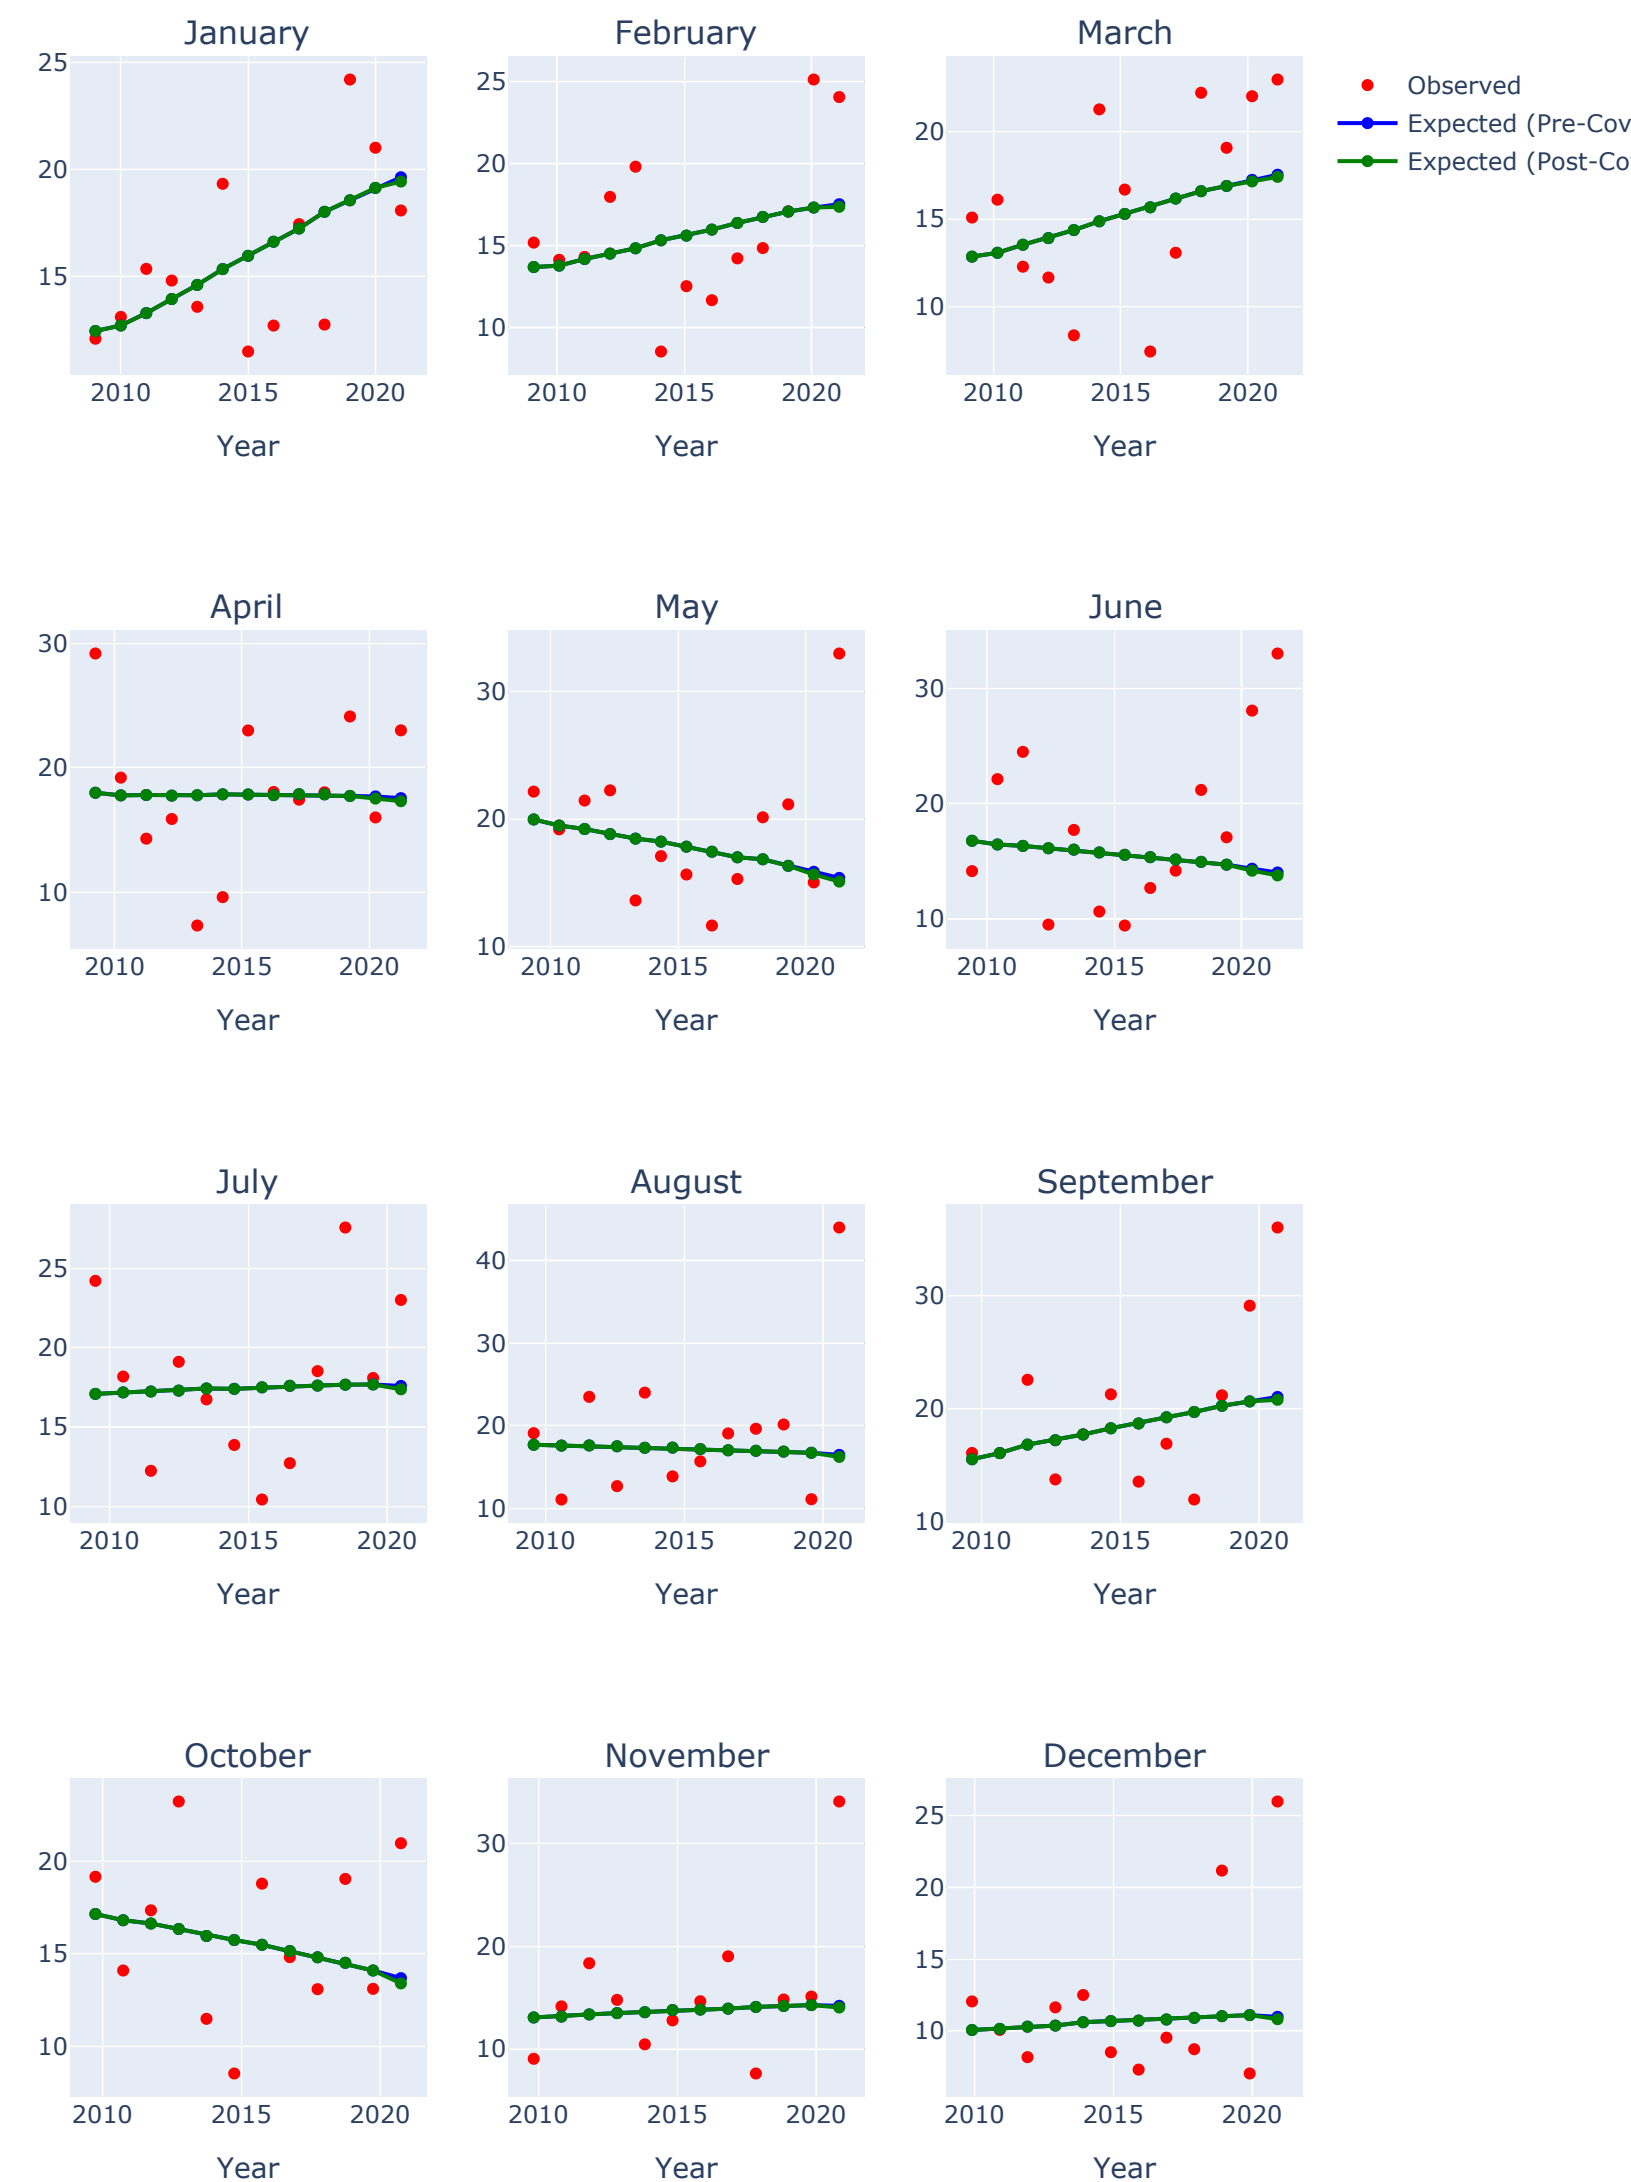 January February March
25
20
15
2010 2015 2020
Year
25
20
15
10
2010 2015 2020
Year
20
15
10
2010 2015 2020
Year
Observed
Expected (Pre-Cov
Expected (Post-Co
April May June
30
20
10
2010 2015 2020
Year
30
20
10
2010 2015 2020
Year
30
20
10
2010 2015 2020
Year
July August September
25
20
15
10
2010 2015 2020
Year
40
30
20
10
2010 2015 2020
Year
30
20
10
2010 2015 2020
Year
October November December
20
15
10
2010 2015 2020
Year
30
20
10
2010 2015 2020
Year
25
20
15
10
2010 2015 2020
Year